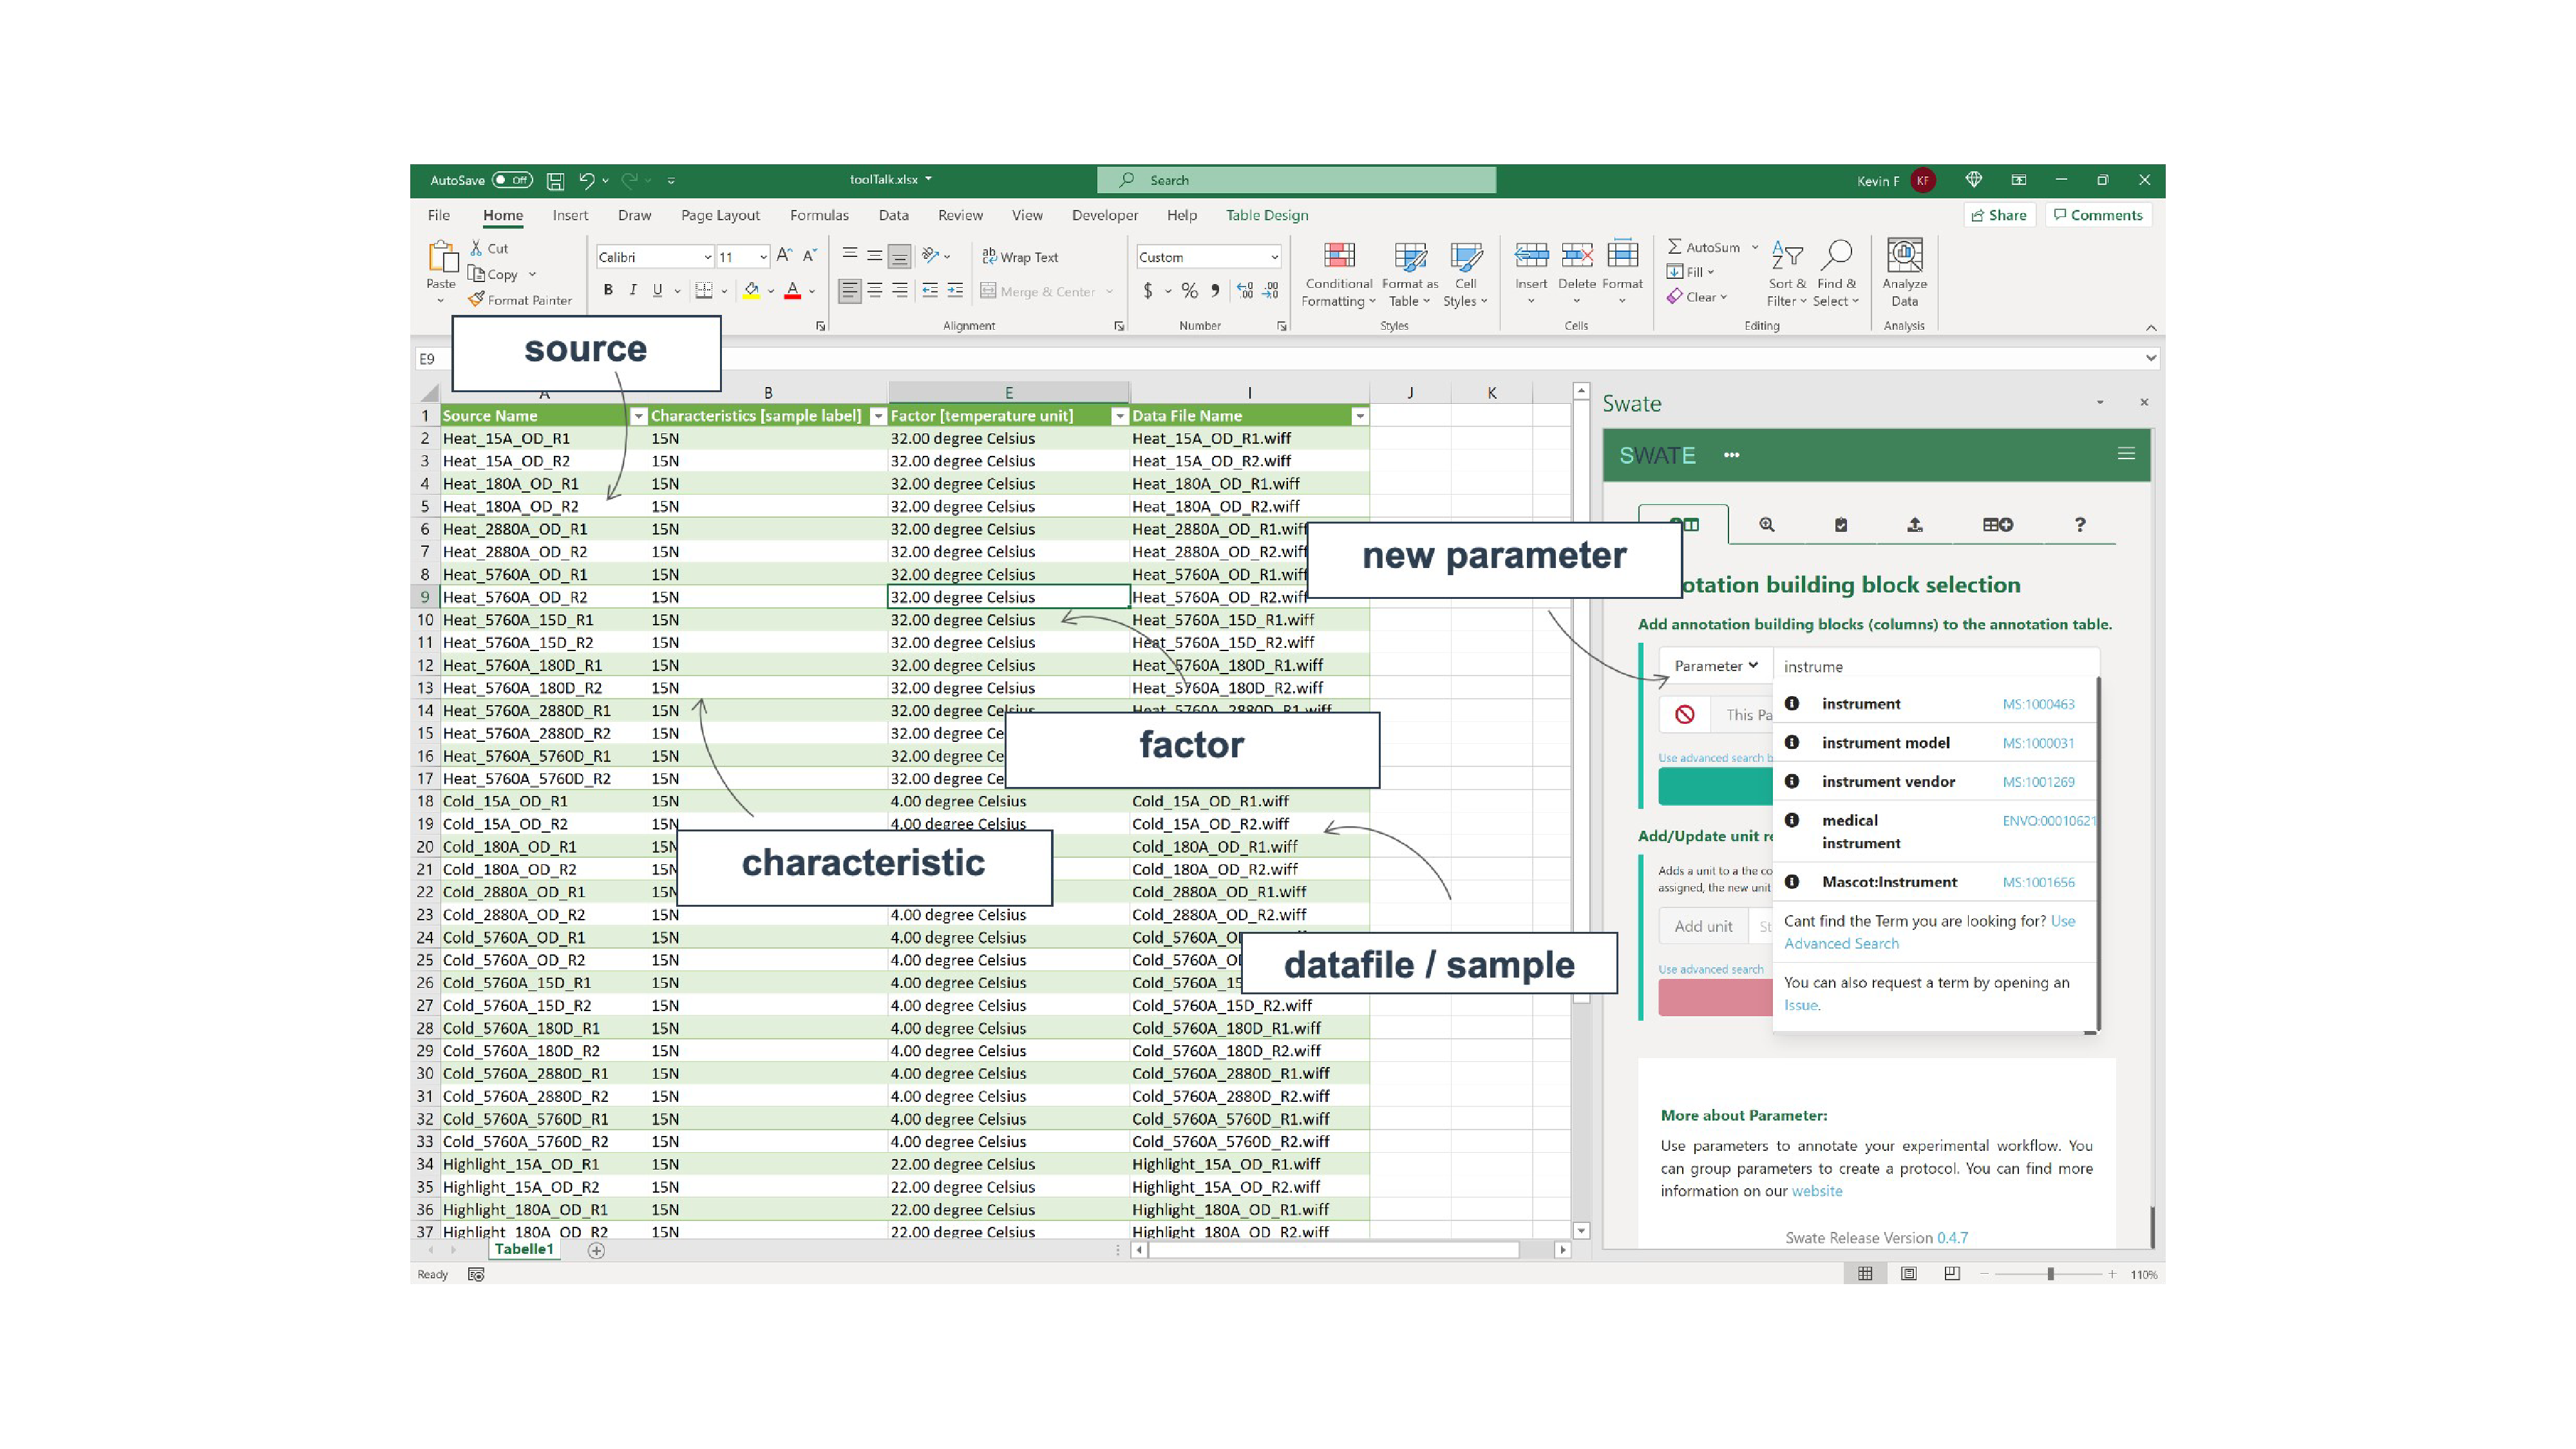 AutoSave Off toolTalk.xlsx Search Kevin F KF
File Home Insert Draw Page Layout Formulas Data Review View Developer Help Table Design Share Comments
Paste Cut Copy Format Painter
Calibri 11
B I U A
Wrap Text
Merge & Center
Alignment
Custom
$ %
Number
Conditional Formatting Format as Table Cell Styles
Styles
Insert Delete Format
Cells
AutoSum
Fill
Clear
Sort & Filter Find & Select
Editing
Analyze Data
Analysis
E9
source
A B E I J K
1 Source Name Characteristics [sample label] Factor [temperature unit] Data File Name
2 Heat_15A_OD_R1 15N 32.00 degree Celsius Heat_15A_OD_R1.wiff
3 Heat_15A_OD_R2 15N 32.00 degree Celsius Heat_15A_OD_R2.wiff
4 Heat_180A_OD_R1 15N 32.00 degree Celsius Heat_180A_OD_R1.wiff
5 Heat_180A_OD_R2 15N 32.00 degree Celsius Heat_180A_OD_R2.wiff
6 Heat_2880A_OD_R1 15N 32.00 degree Celsius Heat_2880A_OD_R1.wiff
7 Heat_2880A_OD_R2 15N 32.00 degree Celsius Heat_2880A_OD_R2.wiff
8 Heat_5760A_OD_R1 15N 32.00 degree Celsius Heat_5760A_OD_R1.wiff
9 Heat_5760A_OD_R2 15N 32.00 degree Celsius Heat_5760A_OD_R2.wiff
10 Heat_5760A_15D_R1 15N 32.00 degree Celsius Heat_5760A_15D_R1.wiff
11 Heat_5760A_15D_R2 15N 32.00 degree Celsius Heat_5760A_15D_R2.wiff
12 Heat_5760A_180D_R1 15N 32.00 degree Celsius Heat_5760A_180D_R1.wiff
13 Heat_5760A_180D_R2 15N 32.00 degree Celsius Heat_5760A_180D_R2.wiff
14 Heat_5760A_2880D_R1 15N 32.00 degree Celsius Heat_5760A_2880D_R1.wiff
15 Heat_5760A_2880D_R2 15N 32.00 degree Ce
16 Heat_5760A_5760D_R1 15N 32.00 degree Ce
17 Heat_5760A_5760D_R2 15N 32.00 degree Ce
factor
18 Cold_15A_OD_R1 15N 4.00 degree Celsius Cold_15A_OD_R1.wiff
19 Cold_15A_OD_R2 15N 4.00 degree Celsius Cold_15A_OD_R2.wiff
20 Cold_180A_OD_R1 15N Cold_180A_OD_R1.wiff
21 Cold_180A_OD_R2 15N Cold_180A_OD_R2.wiff
22 Cold_2880A_OD_R1 15N Cold_2880A_OD_R1.wiff
characteristic
23 Cold_2880A_OD_R2 15N 4.00 degree Celsius Cold_2880A_OD_R2.wiff
24 Cold_5760A_OD_R1 15N 4.00 degree Celsius Cold_5760A_O
25 Cold_5760A_OD_R2 15N 4.00 degree Celsius Cold_5760A_O
26 Cold_5760A_15D_R1 15N 4.00 degree Celsius Cold_5760A_15
datafile / sample
27 Cold_5760A_15D_R2 15N 4.00 degree Celsius Cold_5760A_15D_R2.wiff
28 Cold_5760A_180D_R1 15N 4.00 degree Celsius Cold_5760A_180D_R1.wiff
29 Cold_5760A_180D_R2 15N 4.00 degree Celsius Cold_5760A_180D_R2.wiff
30 Cold_5760A_2880D_R1 15N 4.00 degree Celsius Cold_5760A_2880D_R1.wiff
31 Cold_5760A_2880D_R2 15N 4.00 degree Celsius Cold_5760A_2880D_R2.wiff
32 Cold_5760A_5760D_R1 15N 4.00 degree Celsius Cold_5760A_5760D_R1.wiff
33 Cold_5760A_5760D_R2 15N 4.00 degree Celsius Cold_5760A_5760D_R2.wiff
34 Highlight_15A_OD_R1 15N 22.00 degree Celsius Highlight_15A_OD_R1.wiff
35 Highlight_15A_OD_R2 15N 22.00 degree Celsius Highlight_15A_OD_R2.wiff
36 Highlight_180A_OD_R1 15N 22.00 degree Celsius Highlight_180A_OD_R1.wiff
37 Highlight_180A_OD_R2 15N 22.00 degree Celsius Highlight_180A_OD_R2.wiff
Tabelle1
Ready
110%
Swate
SWATE
new parameter
otation building block selection
Add annotation building blocks (columns) to the annotation table.
Parameter instrume
This Pa
instrument MS:1000463
instrument model MS:1000031
instrument vendor MS:1001269
medical instrument ENVO:00010621
Mascot:Instrument MS:1001656
Cant find the Term you are looking for? Use
Advanced Search
You can also request a term by opening an
Issue.
Use advanced search b
Add/Update unit re
Adds a unit to a the co
assigned, the new unit
Add unit St
Use advanced search
More about Parameter:
Use parameters to annotate your experimental workflow. You
can group parameters to create a protocol. You can find more
information on our website
Swate Release Version 0.4.7